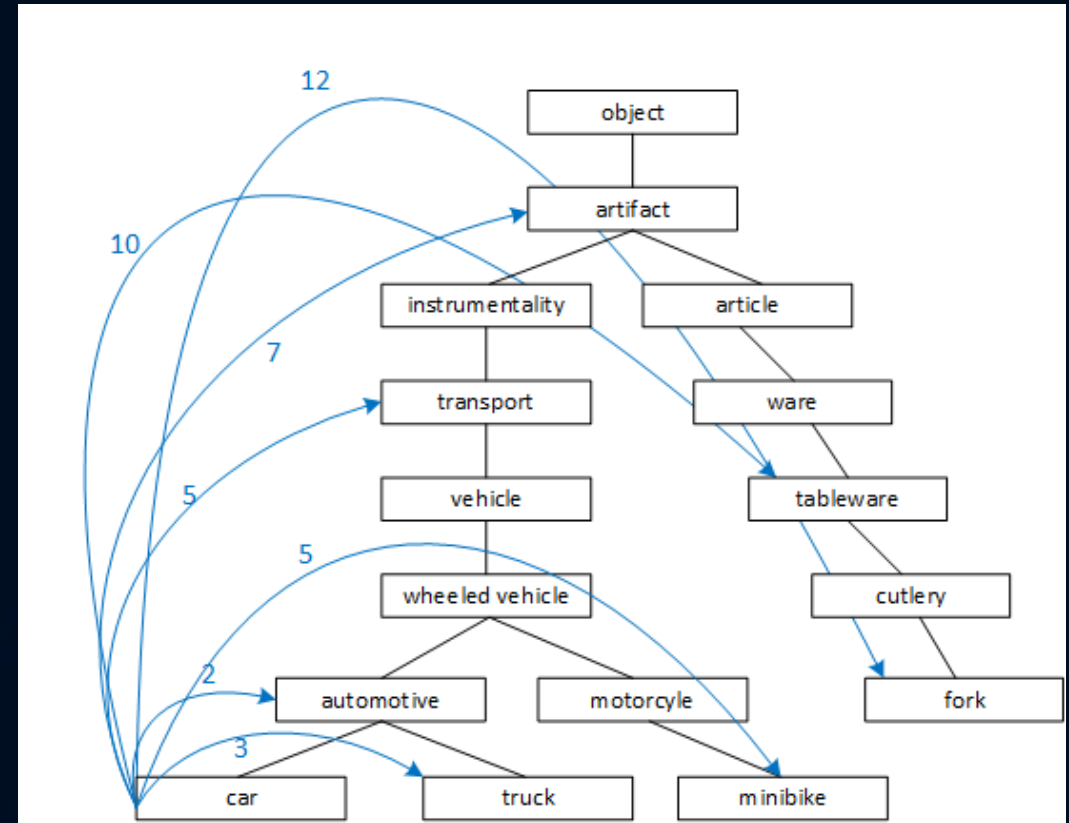 12
object
artifact
10
instrumentality
article
7
transport
ware
5
vehicle
tableware
5
wheeled vehicle
cutlery
2
automotive
motorcyle
fork
3
car
truck
minibike